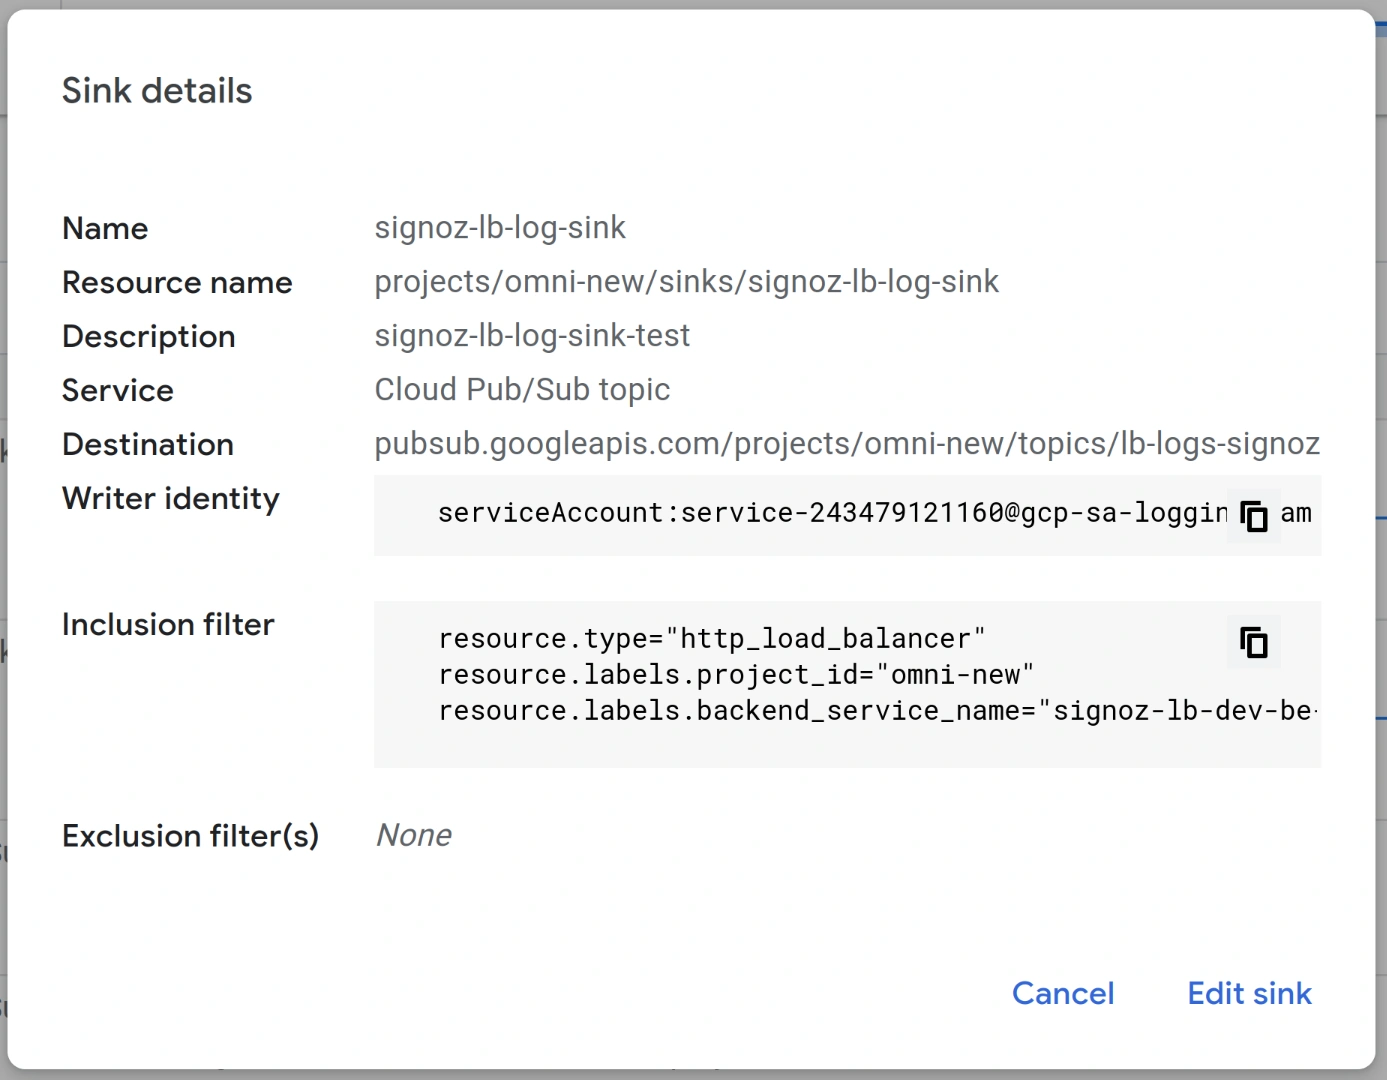 Sink details
Name signoz-lb-log-sink
Resource name projects/omni-new/sinks/signoz-lb-log-sink
Description signoz-lb-log-sink-test
Service Cloud Pub/Sub topic
Destination pubsub.googleapis.com/projects/omni-new/topics/lb-logs-signoz
Writer identity serviceAccount:service-243479121160@gcp-sa-loggin am
Inclusion filter resource.type="http_load_balancer"
resource.labels.project_id="omni-new"
resource.labels.backend_service_name="signoz-lb-dev-be-
Exclusion filter(s) None
Cancel Edit sink